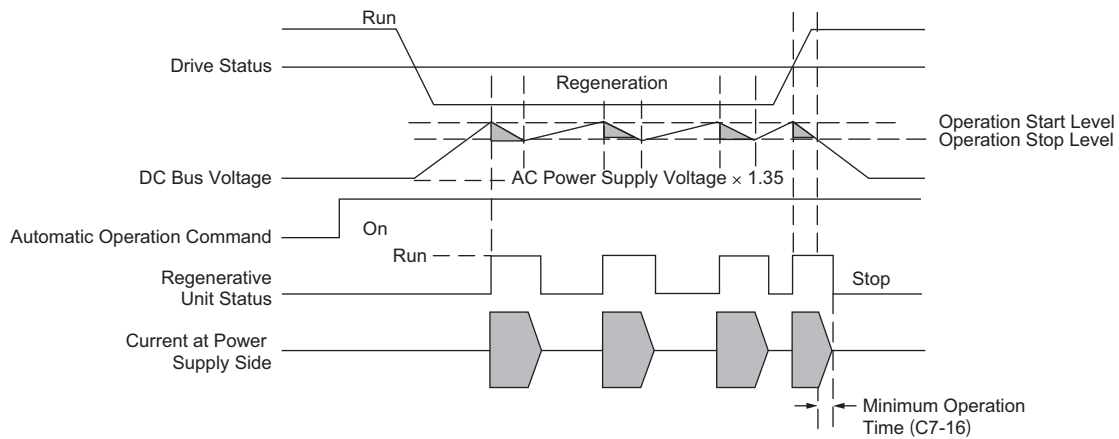 Run
Drive Status
Regeneration
Operation Start Level
Operation Stop Level
DC Bus Voltage
AC Power Supply Voltage × 1.35
Automatic Operation Command
On
Run
Regenerative
Unit Status
Stop
Current at Power
Supply Side
Minimum Operation
Time (C7-16)